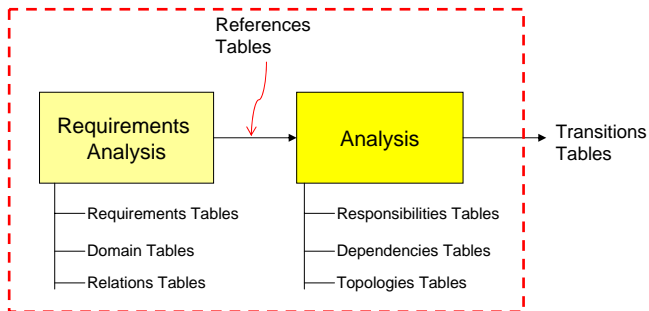 References
Tables
Requirements
Analysis
Analysis
Transitions
Tables
Requirements Tables
Domain Tables
Relations Tables
Responsibilities Tables
Dependencies Tables
Topologies Tables